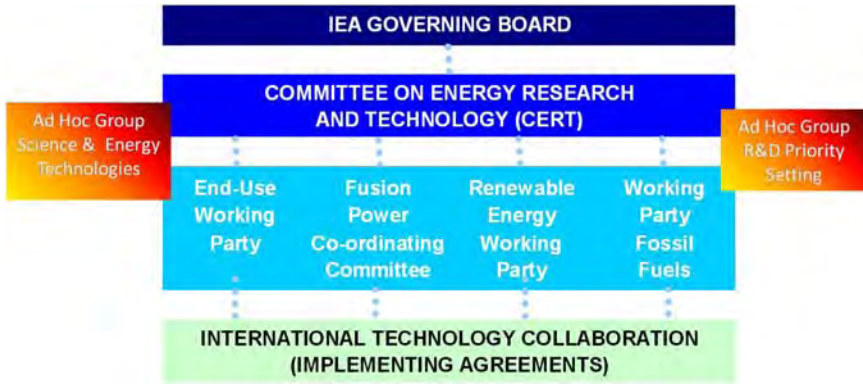 IEA GOVERNING BOARD
COMMITTEE ON ENERGY RESEARCH
AND TECHNOLOGY (CERT)
Ad Hoc Group
Science & Energy
Technologies
Ad Hoc Group
R&D Priority
Setting
End-Use
Working
Party
Fusion
Power
Co-ordinating
Committee
Renewable
Energy
Working
Party
Working
Party
Fossil
Fuels
INTERNATIONAL TECHNOLOGY COLLABORATION
(IMPLEMENTING AGREEMENTS)